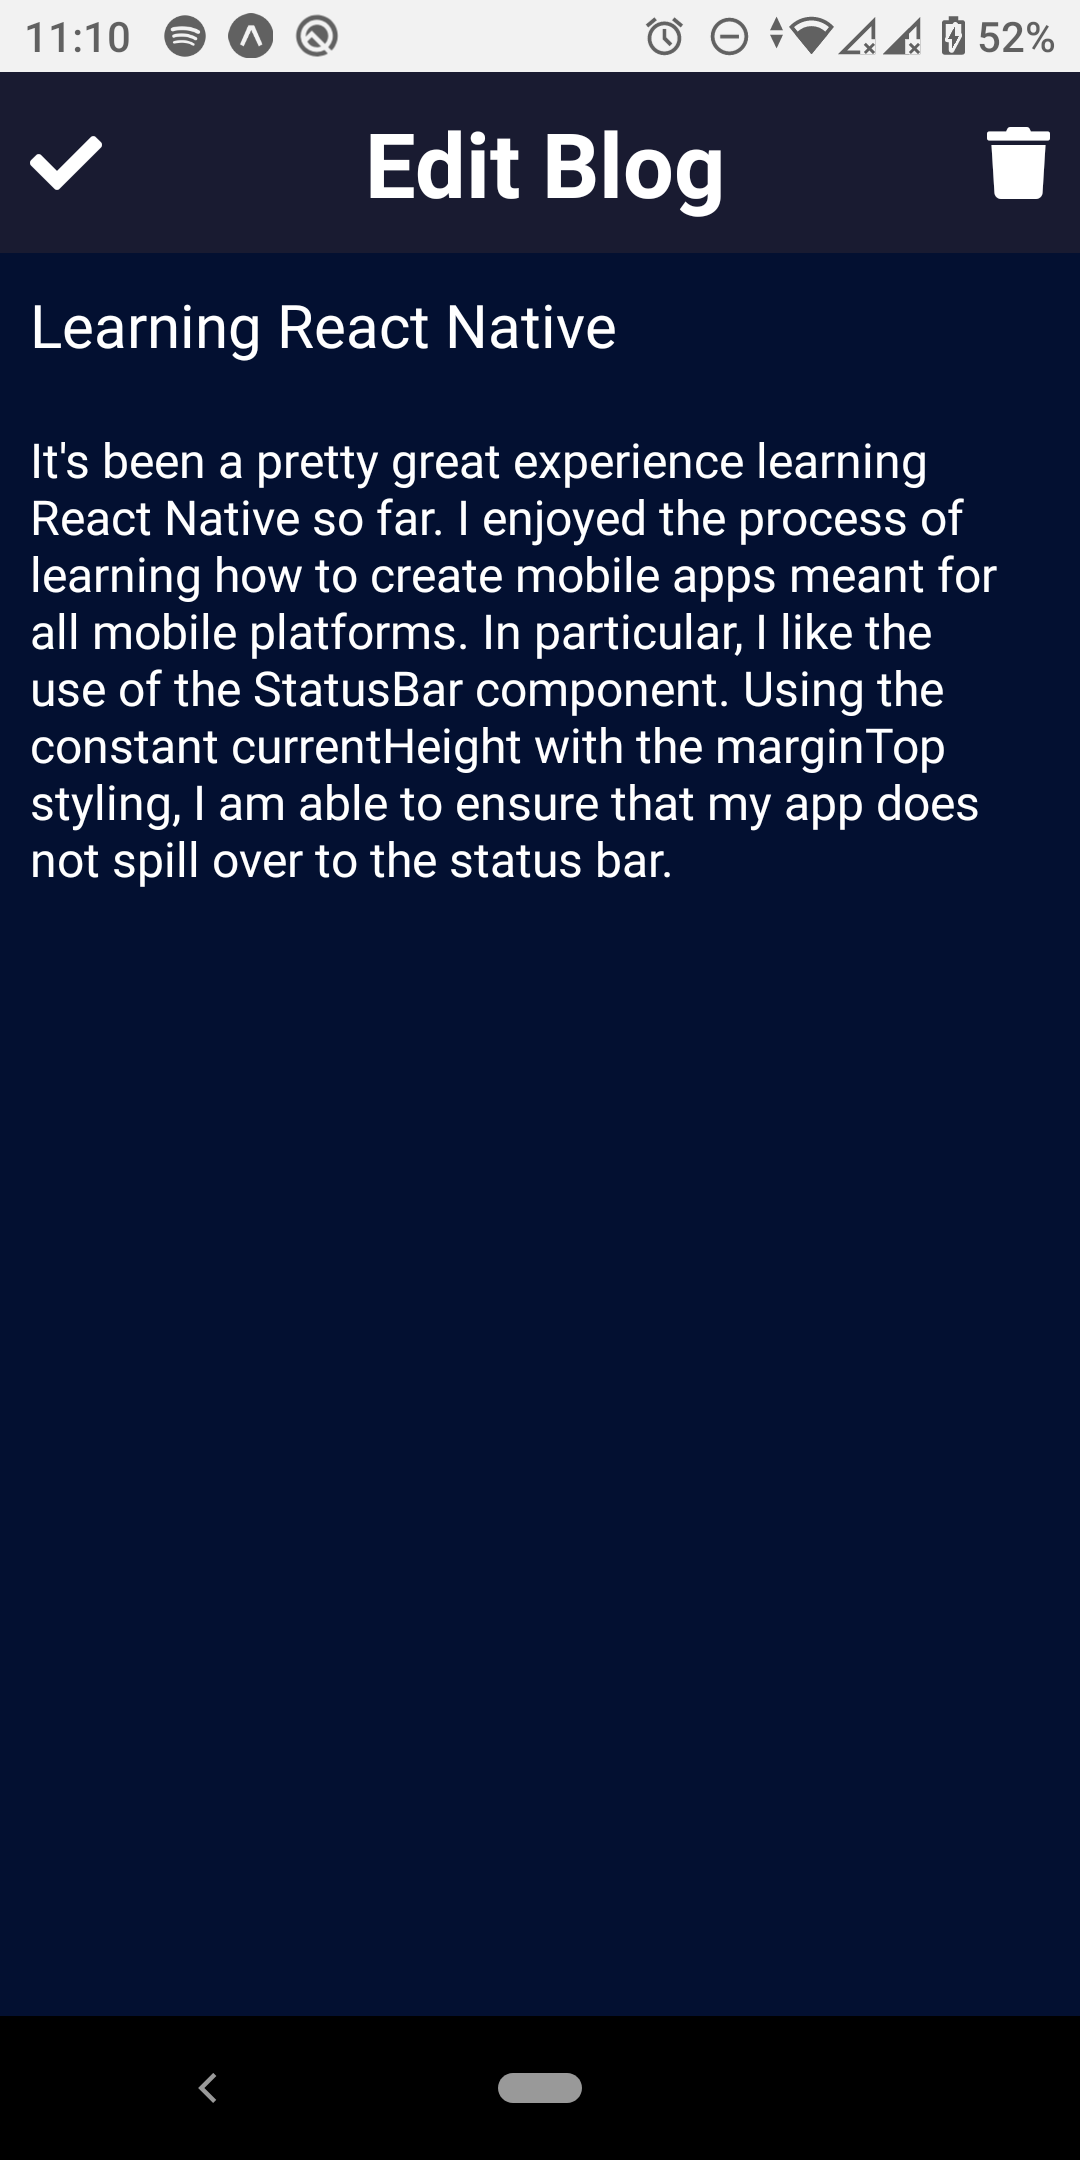 11:10 52%
Edit Blog
Learning React Native
It's been a pretty great experience learning
React Native so far. I enjoyed the process of
learning how to create mobile apps meant for
all mobile platforms. In particular, I like the
use of the StatusBar component. Using the
constant currentHeight with the marginTop
styling, I am able to ensure that my app does
not spill over to the status bar.